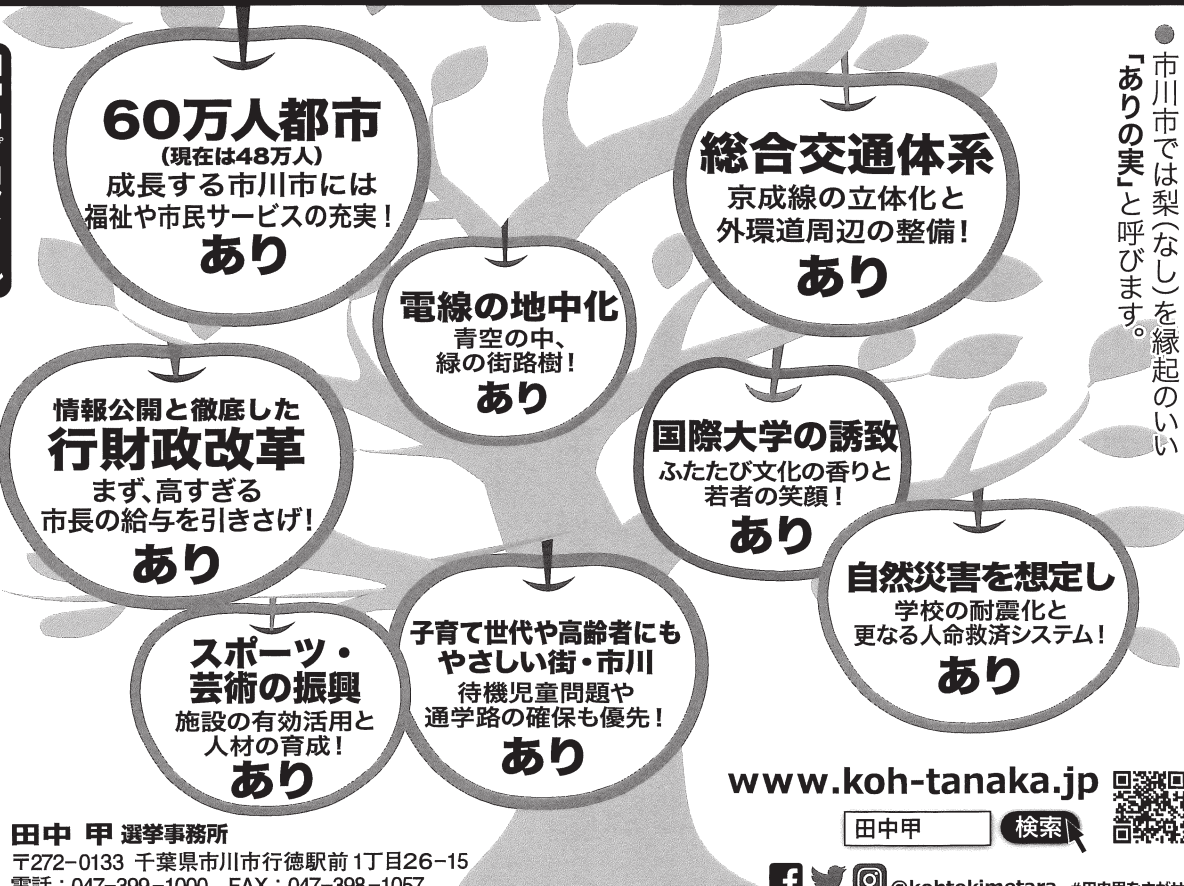 ●市川市では梨(なし)を縁起のいい
「ありの実」と呼びます。
60万人都市
(現在は48万人)
成長する市川市には
福祉や市民サービスの充実!
あり
総合交通体系
京成線の立体化と
外環道周辺の整備!
あり
電線の地中化
青空の中、
緑の街路樹!
あり
情報公開と徹底した
行財政改革
まず、高すぎる
市長の給与を引きさげ!
あり
国際大学の誘致
ふたたび文化の香りと
若者の笑顔!
あり
自然災害を想定し
学校の耐震化と
更なる人命救済システム!
あり
スポーツ・
芸術の振興
施設の有効活用と
人材の育成!
あり
子育て世代や高齢者にも
やさしい街・市川
待機児童問題や
通学路の確保も優先!
あり
www.koh-tanaka.jp
田中甲 検索
田中 甲 選挙事務所
〒272-0133 千葉県市川市行徳駅前1丁目26-15
電話:047-399-1000 FAX:047-398-1057